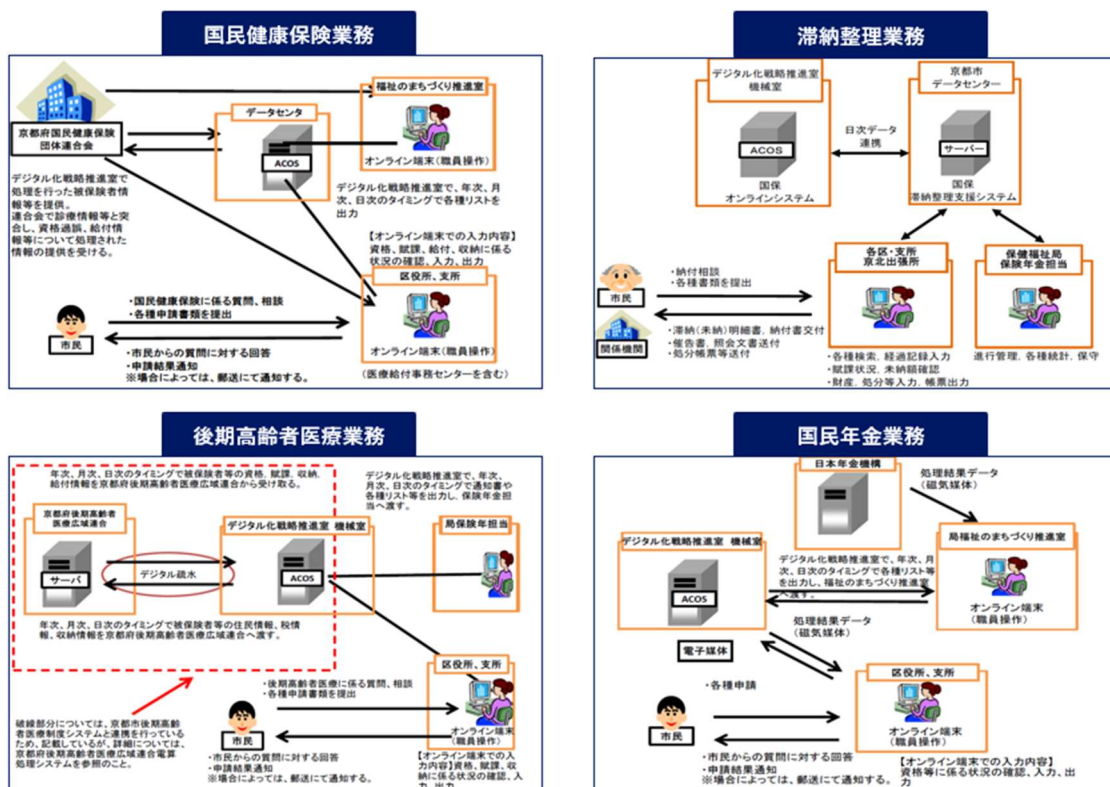 国民健康保険業務
福祉のまちづくり推進室
データセンタ
京都府国民健康保険
団体連合会
ACOS
オンライン端末(職員操作)
デジタル化戦略推進室で
処理を行った被保険者情
報等を提供。
連合会で診療情報等と突
合し、資格過誤、給付情
報等について処理された
情報の提供を受ける。
デジタル化戦略推進室で、年次、月
次、日次のタイミングで各種リストを
出力
【オンライン端末での入力内容】
資格、賦課、給付、収納に係る
状況の確認、入力、出力
区役所、支所
・国民健康保険に係る質問、相談
・各種申請書類を提出
市民
・市民からの質問に対する回答
・申請結果通知
※場合によっては、郵送にて通知する。
オンライン端末(職員操作)
(医療給付事務センターを含む)
滞納整理業務
デジタル化戦略推進室
機械室
京都市
データセンター
日次データ
連携
ACOS
サーバー
国保
オンラインシステム
国保
滞納整理支援システム
各区・支所
京北出張所
保健福祉局
保険年金担当
・納付相談
・各種書類を提出
市民
関係機関
・滞納(未納)明細書、納付書交付
・催告書、照会文書送付
・処分帳票等送付
・各種検索、経過記録入力
・賦課状況、未納額確認
・財産、処分等入力、帳票出力
進行管理、各種統計、保守
後期高齢者医療業務
年次、月次、日次のタイミングで被保険者等の資格、賦課、収納、
給付情報を京都府後期高齢者医療広域連合から受け取る。
デジタル化戦略推進室で、年次、
月次、日次のタイミングで通知書や
各種リスト等を出力し、保険年金担
当へ渡す。
京都府後期高齢者
医療広域連合
デジタル化戦略推進室 機械室
局保険年担当
サーバ
デジタル疏水
ACOS
年次、月次、日次のタイミングで被保険者等の住民情報、税情
報、収納情報を京都府後期高齢者医療広域連合へ渡す。
区役所、支所
・後期高齢者医療に係る質問、相談
・各種申請書類を提出
破線部分については、京都市後期高齢
者医療制度システムと連携を行っている
ため、記載しているが、詳細については、
京都府後期高齢者医療広域連合電算
処理システムを参照のこと。
市民
オンライン端末
(職員操作)
・市民からの質問に対する回答
・申請結果通知
※場合によっては、郵送にて通知する。
【オンライン端末での入
力内容】資格、賦課、収
納に係る状況の確認、入
力、出力
国民年金業務
日本年金機構
処理結果データ
(磁気媒体)
デジタル化戦略推進室 機械室
局福祉のまちづくり推進室
デジタル化戦略推進室で、年次、月
次、日次のタイミングで各種リスト等
を出力し、福祉のまちづくり推進室
へ渡す。
ACOS
オンライン端末
(職員操作)
処理結果データ
(磁気媒体)
電子媒体
区役所、支所
・各種申請
市民
オンライン端末
(職員操作)
・市民からの質問に対する回答
・申請結果通知
※場合によっては、郵送にて通知する。
【オンライン端末での入力内容】
資格等に係る状況の確認、入力、出
力